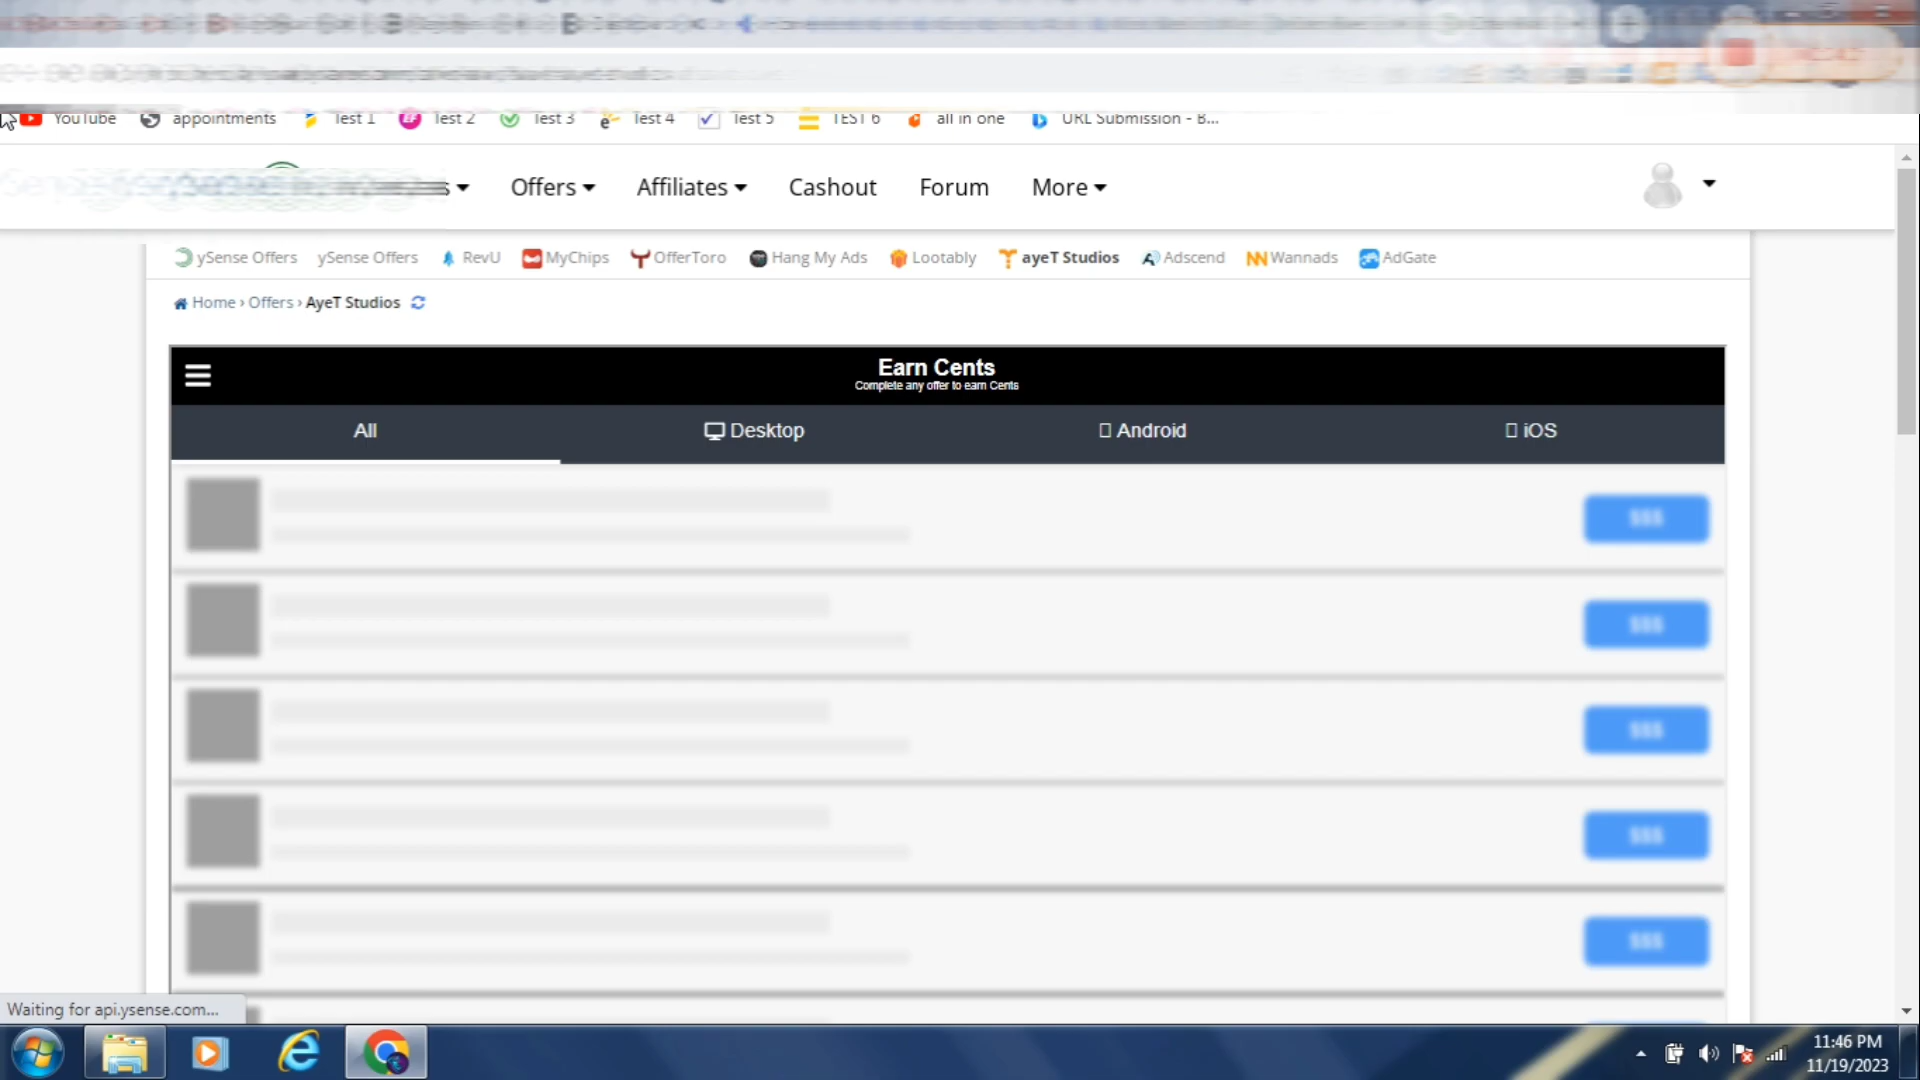 YouTube appointments Test 1 Test 2 Test 3 Test 4 Test 5 TEST 6 all in one URL Submission - B...
Offers Affiliates Cashout Forum More
ySense Offers ySense Offers RevU MyChips OfferToro Hang My Ads Lootably ayeT Studios Adscend Wannads AdGate
Home › Offers › AyeT Studios
Earn Cents
Complete any offer to earn Cents
All Desktop Android iOS
$$$
$$$
$$$
$$$
$$$
Waiting for api.ysense.com...
11:46 PM
11/19/2023